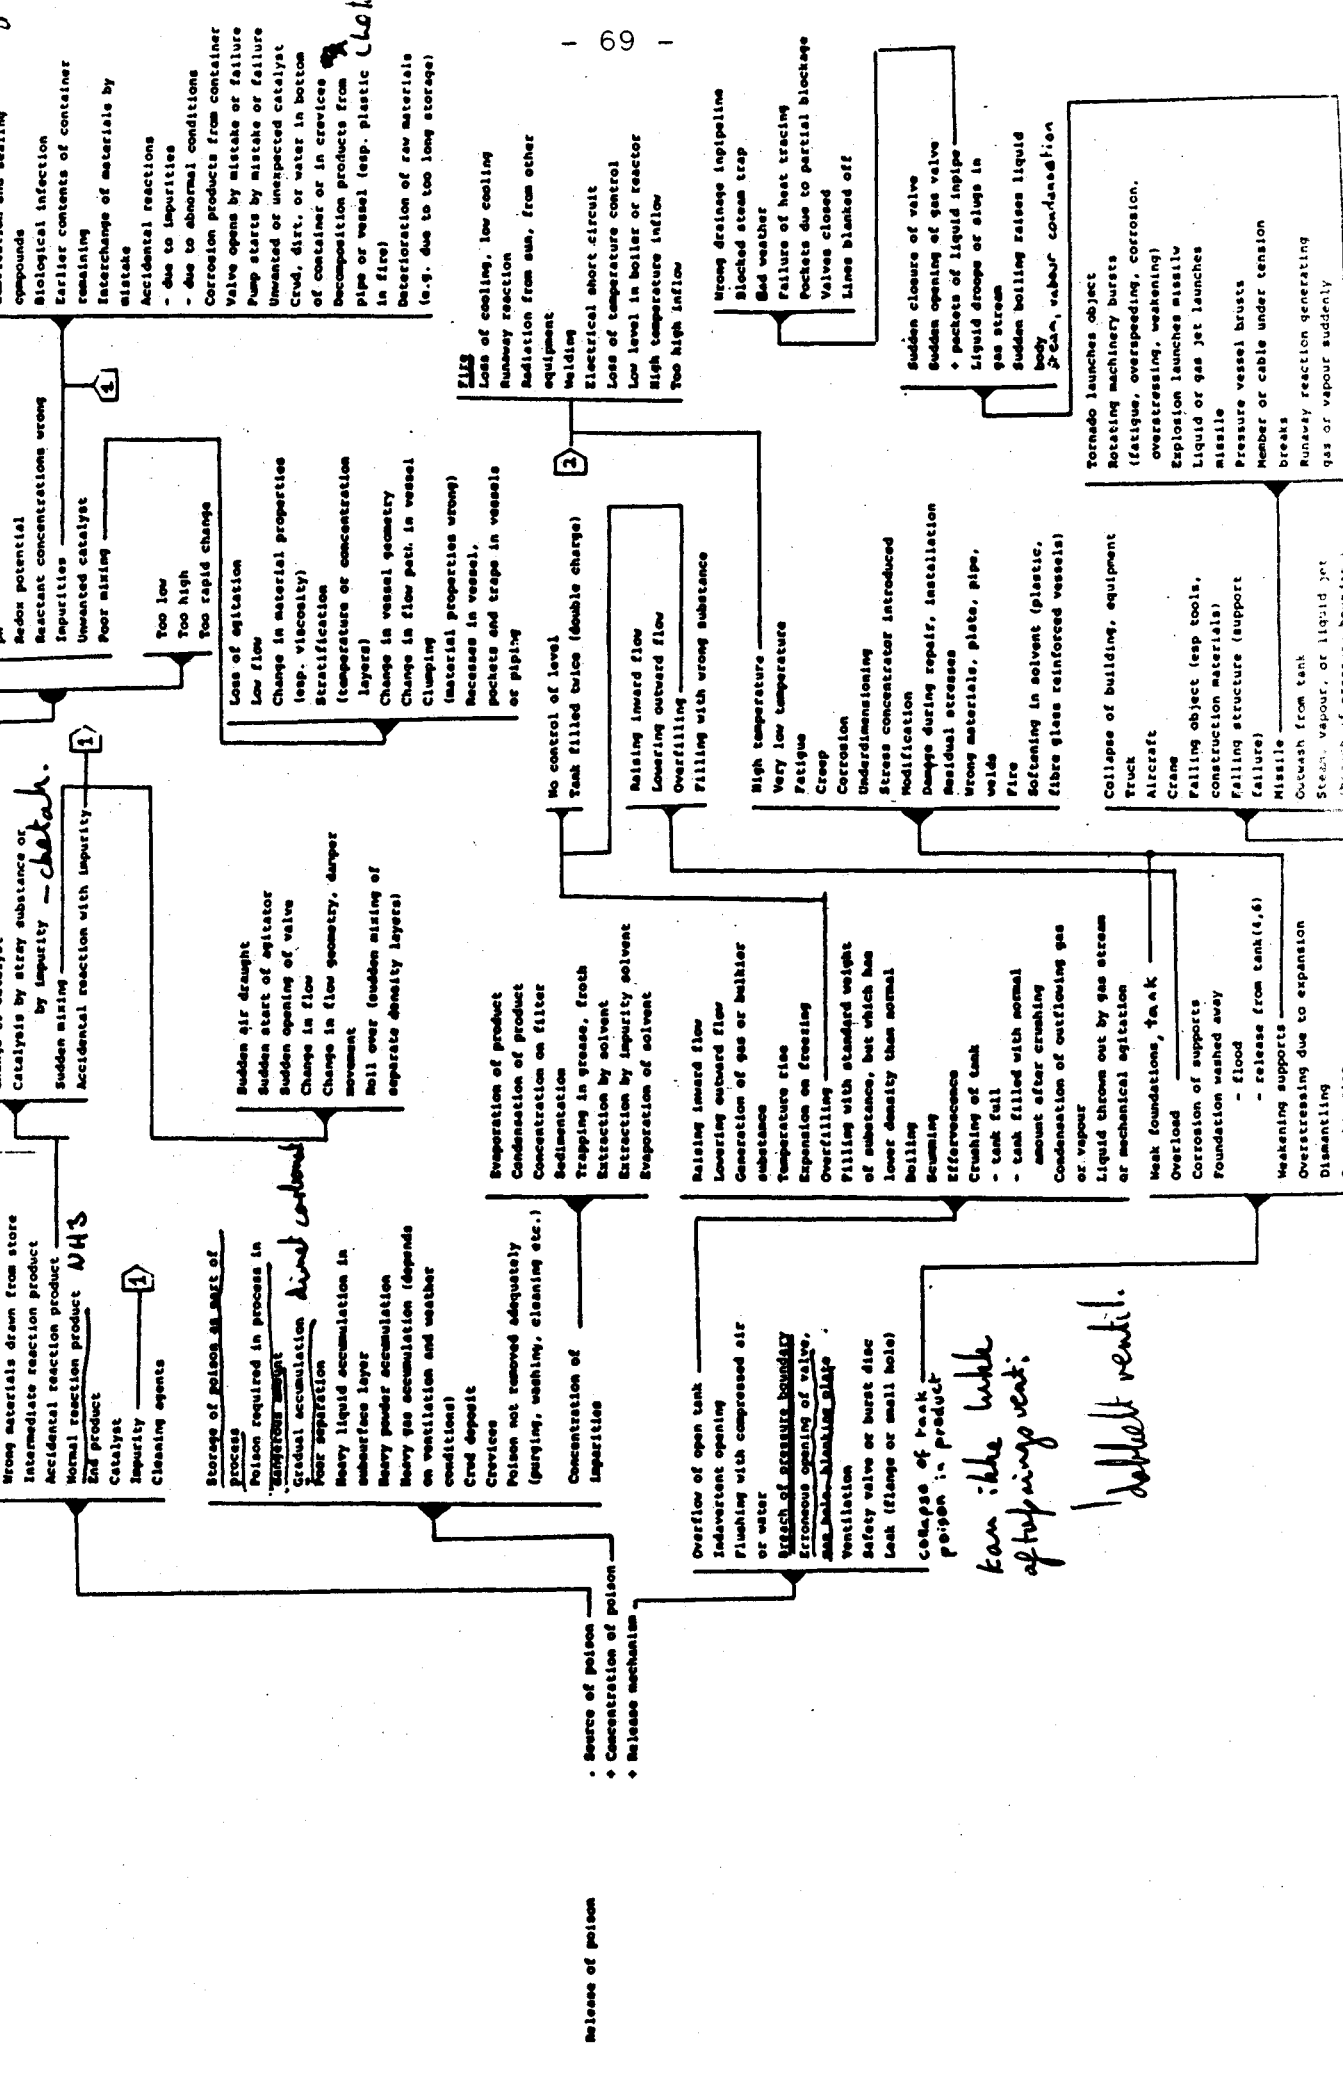 - 69 -
Release of poison
- Source of poison
+ Concentration of poison
+ Release mechanism
Wrong materials drawn from store
Intermediate reaction product
Accidental reaction product
Normal reaction product NH3
End product
Catalyst
Impurity
1
Cleaning agents
Storage of poison as part of
process
Poison required in process in
dangerous amount
Gradual accumulation
Poor separation
Heavy liquid accumulation in
subsurface layer
Heavy powder accumulation
Heavy gas accumulation (depends
on ventilation and weather
conditions)
Crud deposit
Crevices
Poison not removed adequately
(purging, washing, cleaning etc.)
Concentration of
imparities
Overflow of open tank
Indavertent opening
Flushing with compressed air
or water
Breach of pressure boundary
Erroneous opening of valve,
Ventilation
Safety valve or burst disc
Leak (flange or small hole)
collapse of tank
poison in product
kan ikke lukke
aftapningsvent.
dobbelt ventil.
Catalysis by stray substance or
by impurity
Sudden mixing
Accidental reaction with impurity
1
Sudden air draught
Sudden start of agitator
Sudden opening of valve
Change in flow
Change in flow geometry, damper
movement
Roll over (sudden mixing of
separate density layers)
Evaporation of product
Condensation of product
Concentration on filter
Sedimentation
Trapping in grease, froth
Extraction by solvent
Extraction by impurity solvent
Evaporation of solvent
Raising inward flow
Lowering outward flow
Generation of gas or bulkier
substance
Temperature rise
Expansion on freezing
Overfilling
Filling with standard weight
of substance, but which has
lower density than normal
Boiling
Scumming
Effervescence
Crushing of tank
- tank full
- tank filled with normal
amount after crushing
Condensation of outflowing gas
or vapour
Liquid thrown out by gas stream
or mechanical agitation
Weak foundations, tank
Overload
Corrosion of supports
Foundation washed away
- flood
- release from tank(4,6)
Weakening supports
Overstressing due to expansion
Dismantling
Redox potential
Reactant concentrations wrong
Impurities
Unwanted catalyst
Poor mixing
1
Too low
Too high
Too rapid change
Loss of agitation
Low flow
Change in material properties
(esp. viscosity)
Stratification
(temperature or concentration
layers)
Change in vessel geometry
Change in flow path in vessel
Clumping
(material properties wrong)
Recesses in vessel,
pockets and traps in vessels
or piping
No control of level
Tank filled twice (double charge)
Raising inward flow
Lowering outward flow
Overfilling
Filling with wrong substance
High temperature
Very low temperature
Fatigue
Creep
Corrosion
Underdimensioning
Stress concentrator introduced
Modification
Damage during repair, installation
Residual stresses
Wrong materials, plate, pipe,
welds
Fire
Softening in solvent (plastic,
fibre glass reinforced vessels)
Collapse of building, equipment
Truck
Aircraft
Crane
Falling object (esp tools,
construction materials)
Falling structure (support
failure)
Missile
Outwash from tank
Steam, vapour, or liquid jet
compounds
Biological infection
Earlier contents of container
remaining
Interchange of materials by
mistake
Accidental reactions
- due to impurities
- due to abnormal conditions
Corrosion products from container
Valve opens by mistake or failure
Pump starts by mistake or failure
Unwanted or unexpected catalyst
Crud, dirt, or water in bottom
of container or in crevices
Decomposition products from
pipe or vessel (esp. plastic
in fire)
Deterioration of raw materials
(e.g. due to too long storage)
2
Fire
Loss of cooling, low cooling
Runaway reaction
Radiation from sun, from other
equipment
Welding
Electrical short circuit
Loss of temperature control
Low level in boiler or reactor
High temperature inflow
Too high inflow
Wrong drainage inpipeline
Blocked steam trap
Bad weather
Failure of heat tracing
Pockets due to partial blockage
Valves closed
Lines blanked off
Sudden closure of valve
Sudden opening of gas valve
+ packets of liquid inpipe
Liquid droops or slugs in
gas stream
Sudden boiling raises liquid
body
Steam, vabour condensation
Tornado launches object
Rotating machinery bursts
(fatigue, overspeeding, corrosion,
overstressing, weakening)
Explosion launches missilw
Liquid or gas jet launches
missile
Pressure vessel brusts
Member or cable under tension
breaks
Runaway reaction generating
gas or vapour suddenly